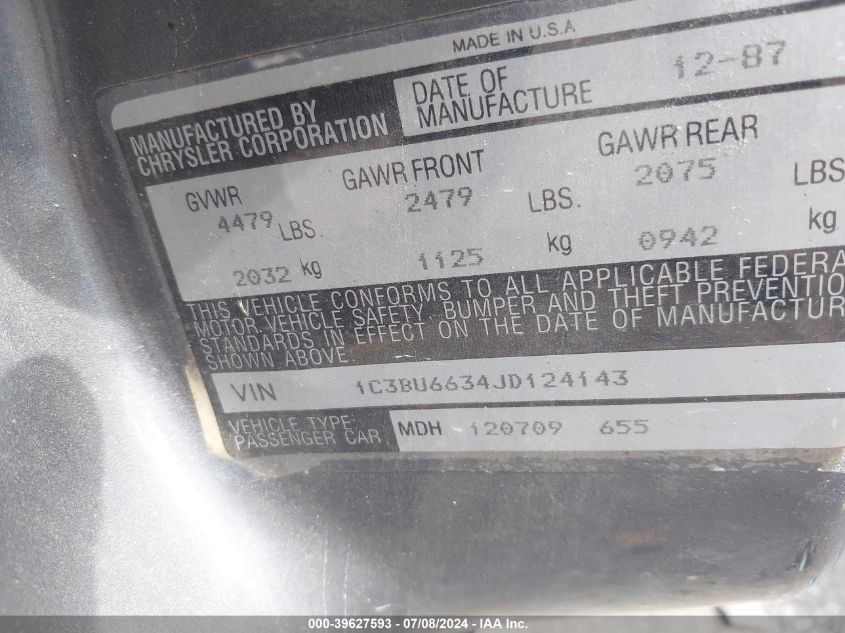 MADE IN U.S.A
MANUFACTURED BY
CHRYSLER CORPORATION
DATE OF
MANUFACTURE
12-87
GVWR
4479 LBS.
2032 kg
GAWR FRONT
2479 LBS.
1125 kg
GAWR REAR
2075 LBS
0942 kg
THIS VEHICLE CONFORMS TO ALL APPLICABLE FEDERA
MOTOR VEHICLE SAFETY, BUMPER AND THEFT PREVENTIO
STANDARDS IN EFFECT ON THE DATE OF MANUFACTUR
SHOWN ABOVE.
VIN 1C3BU6634JD124143
VEHICLE TYPE
PASSENGER CAR
MDH 120709 655
000-39627593 - 07/08/2024 - IAA Inc.